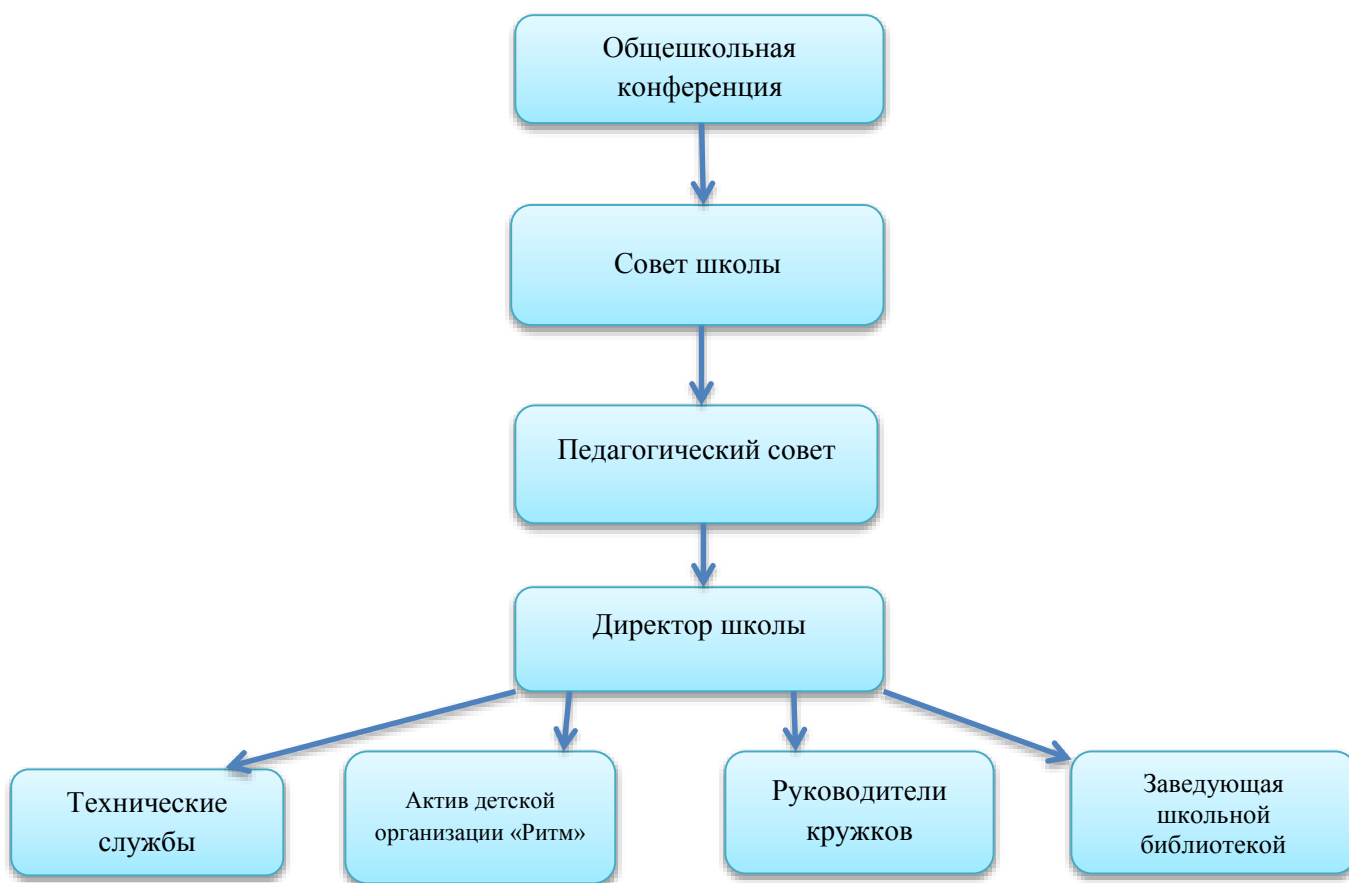 Общешкольная
конференция
Совет школы
Педагогический совет
Директор школы
Технические
службы
Актив детской
организации «Ритм»
Руководители
кружков
Заведующая
школьной
библиотекой